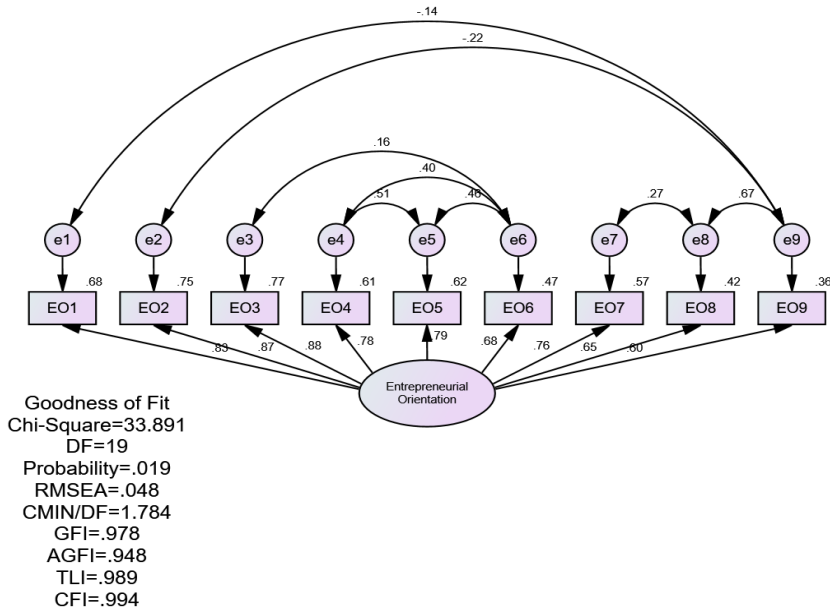 -.14
-.22
.16
.40
.51 .46 .27 .67
e1 e2 e3 e4 e5 e6 e7 e8 e9
.68 .75 .77 .61 .62 .47 .57 .42 .36
EO1 EO2 EO3 EO4 EO5 EO6 EO7 EO8 EO9
.83 .87 .88 .78 .79 .68 .76 .65 .60
Entrepreneurial
Orientation
Goodness of Fit
Chi-Square=33.891
DF=19
Probability=.019
RMSEA=.048
CMIN/DF=1.784
GFI=.978
AGFI=.948
TLI=.989
CFI=.994